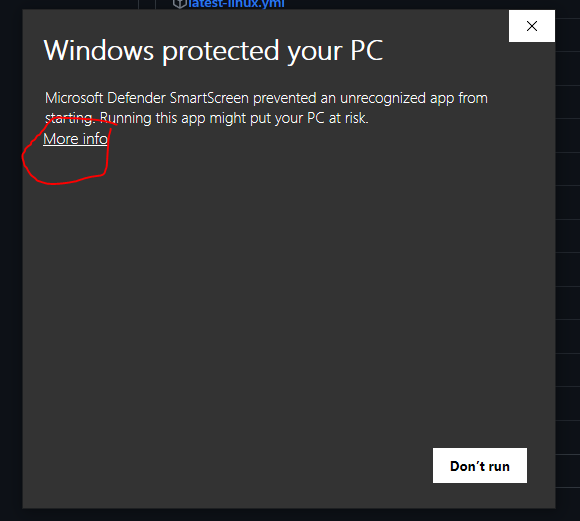 latest-linux.yml
Windows protected your PC
Microsoft Defender SmartScreen prevented an unrecognized app from
starting. Running this app might put your PC at risk.
More info
Don't run